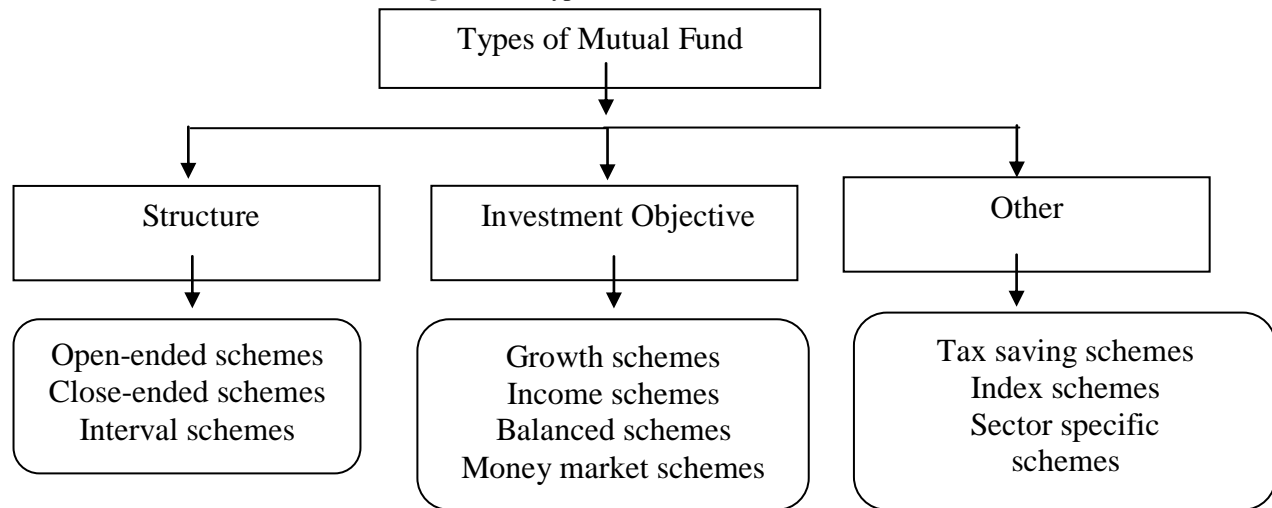 Types of Mutual Fund
Structure
Investment Objective
Other
Open-ended schemes
Close-ended schemes
Interval schemes
Growth schemes
Income schemes
Balanced schemes
Money market schemes
Tax saving schemes
Index schemes
Sector specific
schemes